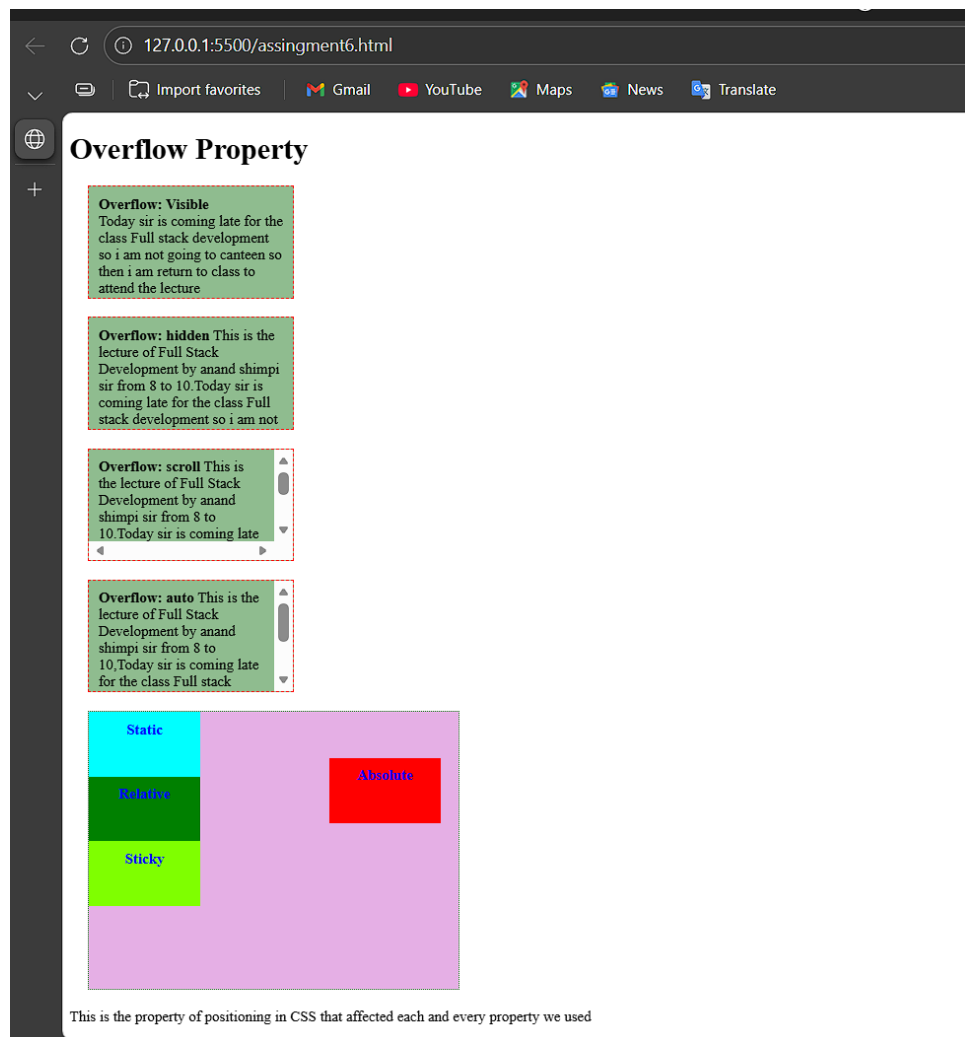 127.0.0.1:5500/assingment6.html
Import favorites
Gmail
YouTube
Maps
News
Translate
Overflow Property
Overflow: Visible
Today sir is coming late for the
class Full stack development
so i am not going to canteen so
then i am return to class to
attend the lecture
Overflow: hidden This is the
lecture of Full Stack
Development by anand shimpi
sir from 8 to 10.Today sir is
coming late for the class Full
stack development so i am not
Overflow: scroll This is
the lecture of Full Stack
Development by anand
shimpi sir from 8 to
10.Today sir is coming late
Overflow: auto This is the
lecture of Full Stack
Development by anand
shimpi sir from 8 to
10,Today sir is coming late
for the class Full stack
Static
Absolute
Relative
Sticky
This is the property of positioning in CSS that affected each and every property we used